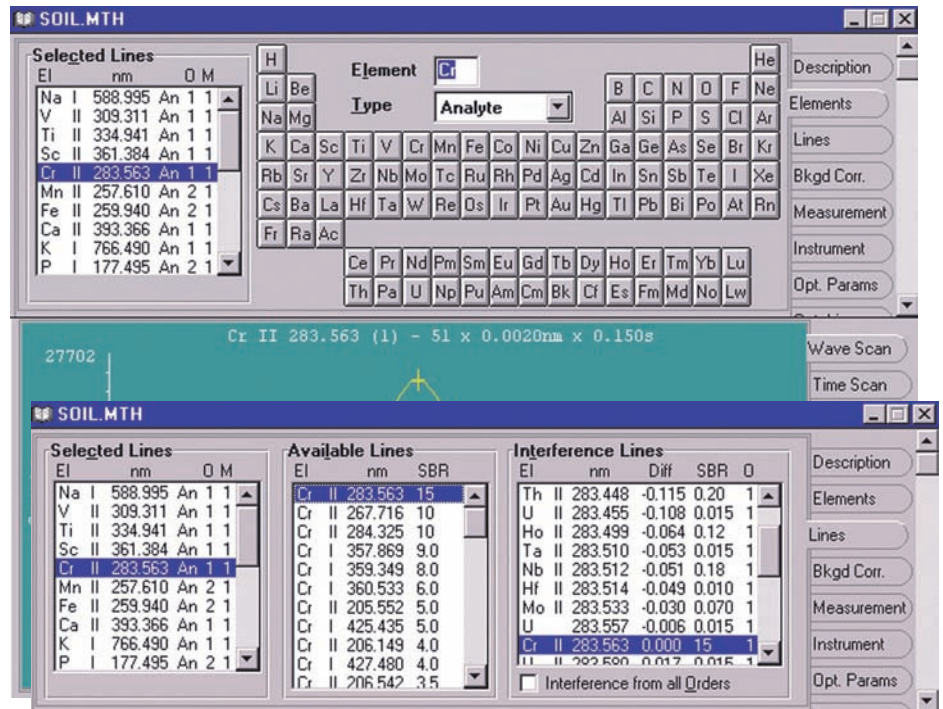 SOIL.MTH
Selected Lines
El nm O M
Na I 588.995 An 1 1
V II 309.311 An 1 1
Ti II 334.941 An 1 1
Sc II 361.384 An 1 1
Cr II 283.563 An 1 1
Mn II 257.610 An 2 1
Fe II 259.940 An 2 1
Ca II 393.366 An 1 1
K I 766.490 An 1 1
P I 177.495 An 2 1
Element Cr
Type Analyte
H He
Li Be B C N O F Ne
Na Mg Al Si P S Cl Ar
K Ca Sc Ti V Cr Mn Fe Co Ni Cu Zn Ga Ge As Se Br Kr
Rb Sr Y Zr Nb Mo Tc Ru Rh Pd Ag Cd In Sn Sb Te I Xe
Cs Ba La Hf Ta W Re Os Ir Pt Au Hg Tl Pb Bi Po At Rn
Fr Ra Ac
Ce Pr Nd Pm Sm Eu Gd Tb Dy Ho Er Tm Yb Lu
Th Pa U Np Pu Am Cm Bk Cf Es Fm Md No Lw
Description
Elements
Lines
Bkgd Corr.
Measurement
Instrument
Opt. Params
Cr II 283.563 (1) - 51 x 0.0020nm x 0.150s
27702
Wave Scan
Time Scan
SOIL.MTH
Selected Lines
El nm O M
Na I 588.995 An 1 1
V II 309.311 An 1 1
Ti II 334.941 An 1 1
Sc II 361.384 An 1 1
Cr II 283.563 An 1 1
Mn II 257.610 An 2 1
Fe II 259.940 An 2 1
Ca II 393.366 An 1 1
K I 766.490 An 1 1
P I 177.495 An 2 1
Available Lines
El nm SBR
Cr II 283.563 15
Cr II 267.716 10
Cr II 284.325 10
Cr I 357.869 9.0
Cr I 359.349 8.0
Cr I 360.533 6.0
Cr II 205.552 5.0
Cr I 425.435 5.0
Cr II 206.149 4.0
Cr I 427.480 4.0
Cr II 206.542 3.5
Interference Lines
El nm Diff SBR O
Th II 283.448 -0.115 0.20 1
U II 283.455 -0.108 0.015 1
Ho II 283.499 -0.064 0.12 1
Ta II 283.510 -0.053 0.015 1
Nb II 283.512 -0.051 0.18 1
Hf II 283.514 -0.049 0.010 1
Mo II 283.533 -0.030 0.070 1
U 283.557 -0.006 0.015 1
Cr II 283.563 0.000 15 1
U II 283.580 0.017 0.015 1
Interference from all Orders
Description
Elements
Lines
Bkgd Corr.
Measurement
Instrument
Opt. Params